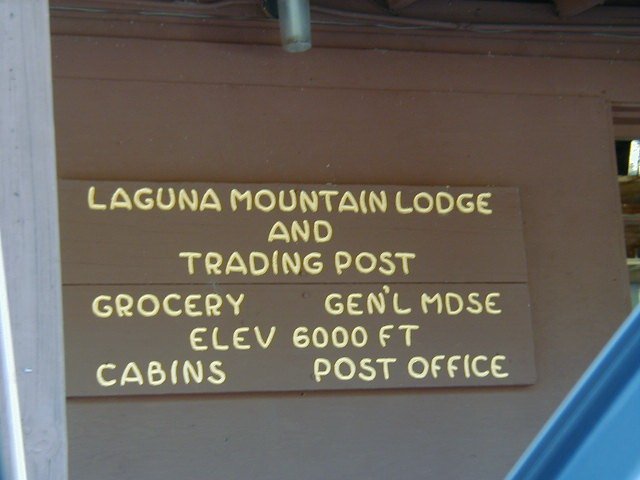 LAGUNA MOUNTAIN LODGE
AND
TRADING POST
GROCERY GEN'L MDSE
ELEV 6000 FT
CABINS POST OFFICE